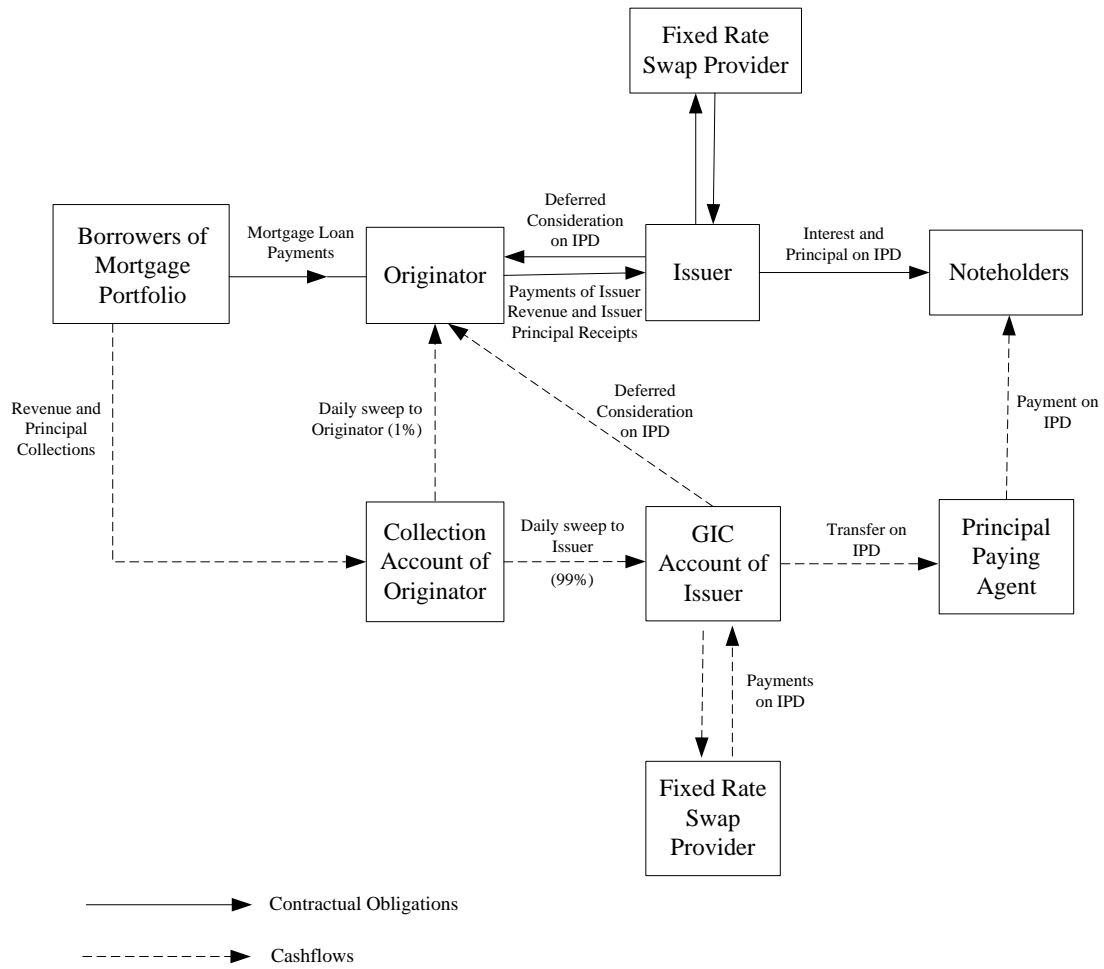 Fixed Rate
Swap Provider
Deferred
Consideration
on IPD
Interest and
Principal on IPD
Mortgage Loan
Payments
Borrowers of
Mortgage
Portfolio
Originator
Issuer
Noteholders
Payments of Issuer
Revenue and Issuer
Principal Receipts
Revenue and
Principal
Collections
Daily sweep to
Originator (1%)
Deferred
Consideration
on IPD
Payment on
IPD
Collection
Account of
Originator
Daily sweep to
Issuer
(99%)
GIC
Account of
Issuer
Transfer on
IPD
Principal
Paying
Agent
Payments
on IPD
Fixed Rate
Swap
Provider
Contractual Obligations
Cashflows